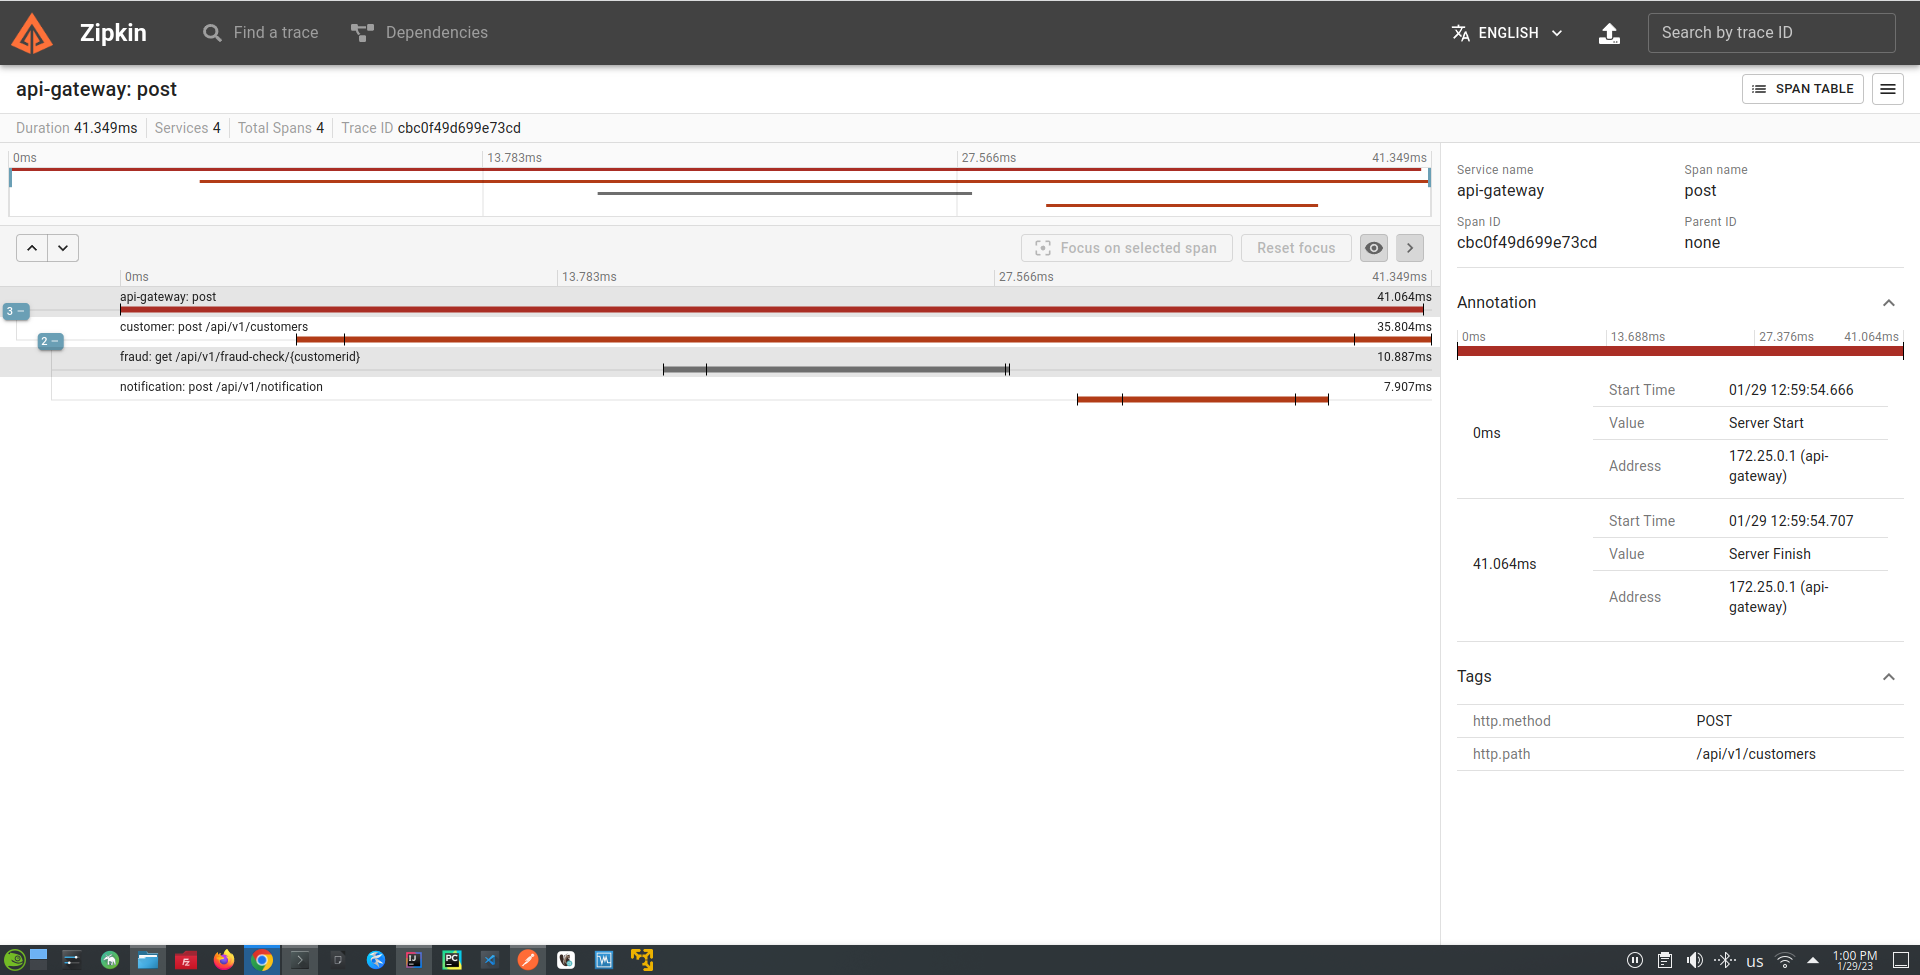 Zipkin
Find a trace
Dependencies
ENGLISH
Search by trace ID
api-gateway: post
SPAN TABLE
Duration 41.349ms Services 4 Total Spans 4 Trace ID cbc0f49d699e73cd
0ms 13.783ms 27.566ms 41.349ms
Focus on selected span
Reset focus
0ms 13.783ms 27.566ms 41.349ms
api-gateway: post 41.064ms
3 −
customer: post /api/v1/customers 35.804ms
2 −
fraud: get /api/v1/fraud-check/{customerid} 10.887ms
notification: post /api/v1/notification 7.907ms
Service name
api-gateway
Span name
post
Span ID
cbc0f49d699e73cd
Parent ID
none
Annotation
0ms 13.688ms 27.376ms 41.064ms
0ms
Start Time 01/29 12:59:54.666
Value Server Start
Address 172.25.0.1 (api-
gateway)
41.064ms
Start Time 01/29 12:59:54.707
Value Server Finish
Address 172.25.0.1 (api-
gateway)
Tags
http.method POST
http.path /api/v1/customers
Fz
IJ
PC
us
1:00 PM
1/29/23